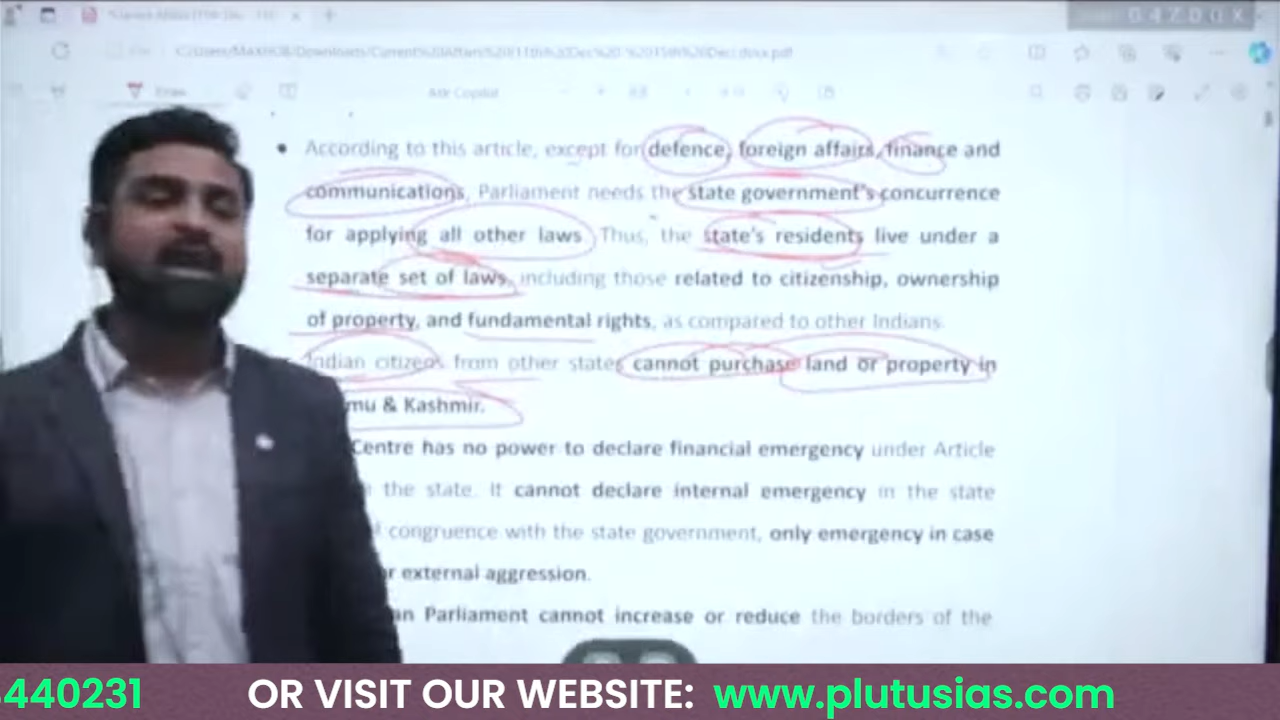 Ask Copilot
• According to this article, except for defence, foreign affairs, finance and
communications, Parliament needs the state government's concurrence
for applying all other laws. Thus, the state's residents live under a
separate set of laws, including those related to citizenship, ownership
of property, and fundamental rights, as compared to other Indians.
Indian citizens from other states cannot purchase land or property in
mu & Kashmir.
Centre has no power to declare financial emergency under Article
the state. It cannot declare internal emergency in the state
congruence with the state government, only emergency in case
r external aggression.
an Parliament cannot increase or reduce the borders of the
440231 OR VISIT OUR WEBSITE: www.plutusias.com